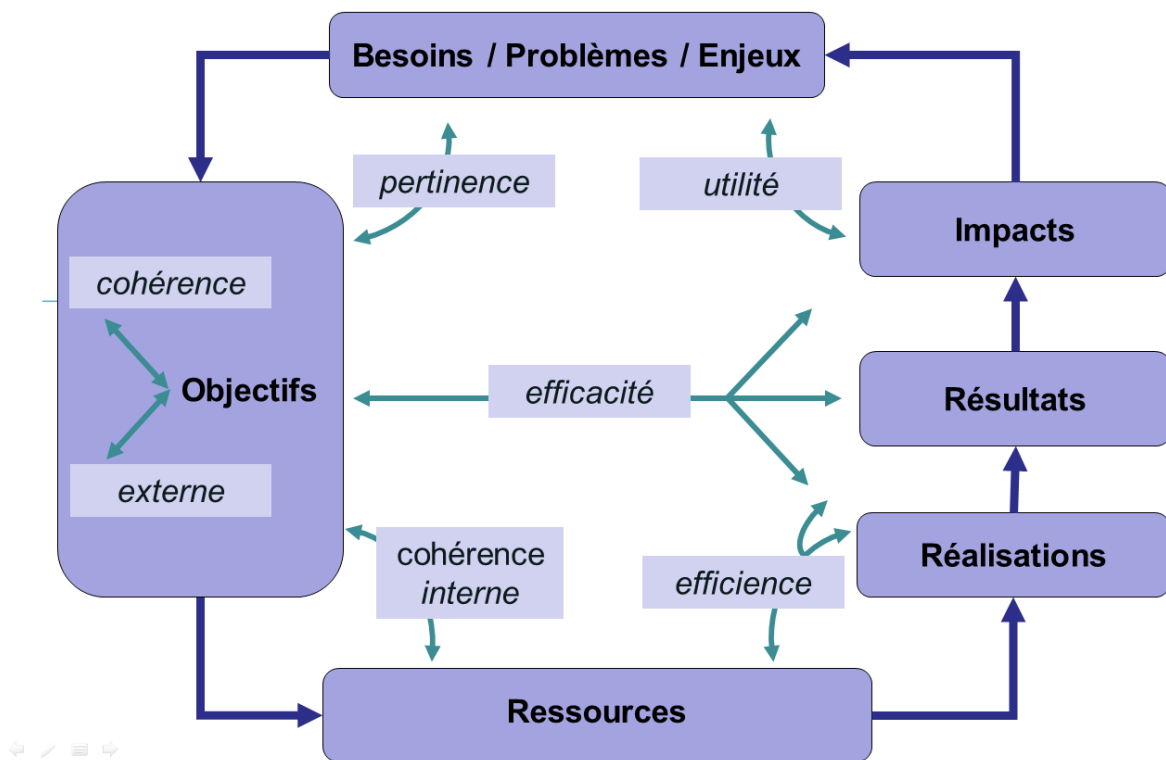 Besoins / Problèmes / Enjeux
pertinence
utilité
Impacts
cohérence
Objectifs
efficacité
Résultats
externe
cohérence
interne
efficience
Réalisations
Ressources